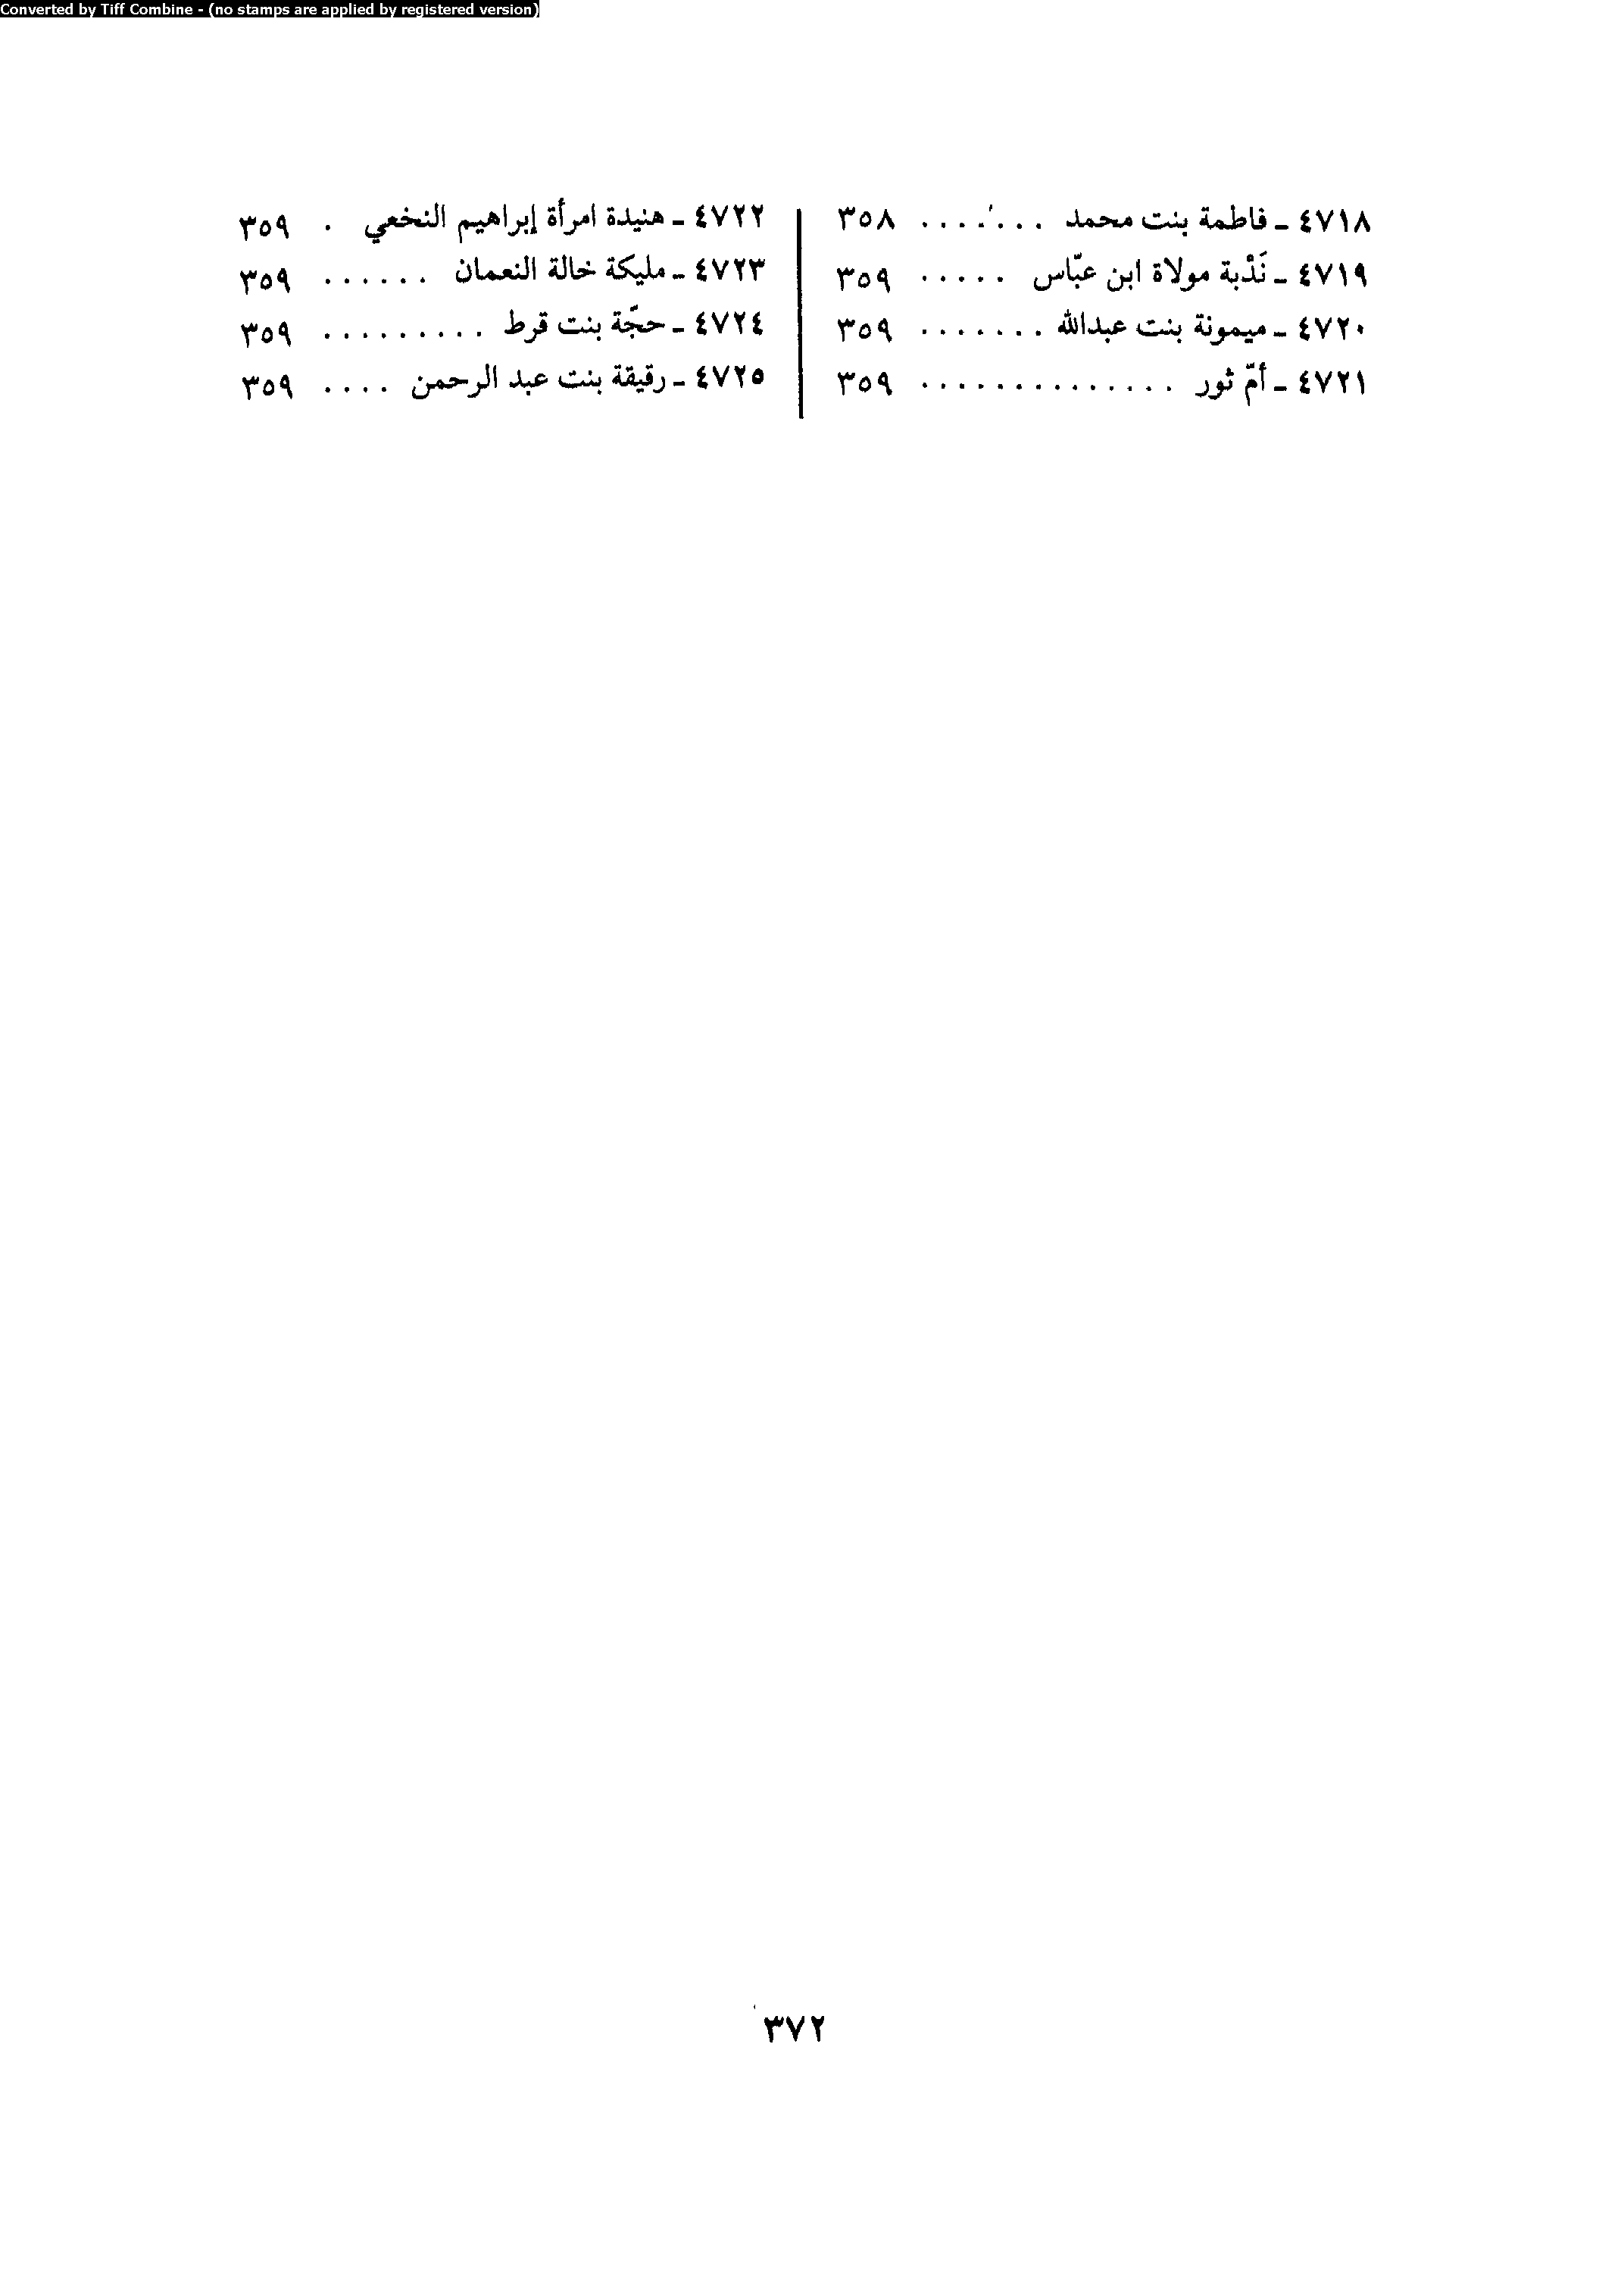 Converted by Tiff Combine - (no stamps are applied by registered version)
٤٧١٨ ـ فاطمة بنت محمد ........ ٣٥٨
٤٧١٩ ـ نَدْبة مولاة ابن عبّاس ..... ٣٥٩
٤٧٢٠ ـ ميمونة بنت عبدالله ....... ٣٥٩
٤٧٢١ ـ أمّ ثور .............. ٣٥٩
٤٧٢٢ ـ هنيدة امرأة إبراهيم النخعي . ٣٥٩
٤٧٢٣ ـ مليكة خالة النعمان ...... ٣٥٩
٤٧٢٤ ـ حجّة بنت قرط ......... ٣٥٩
٤٧٢٥ ـ رقيقة بنت عبد الرحمن .... ٣٥٩
٣٧٢